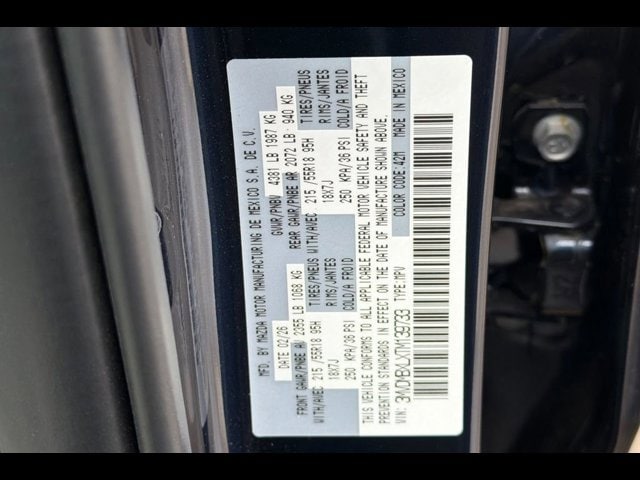 MFD. BY MAZDA MOTOR MANUFACTURING DE MEXICO S.A. DE C.V.
DATE 02/26 GVWR/PNBV 4381 LB 1987 KG
FRONT GAWR/PNBE AV 2355 LB 1068 KG REAR GAWR/PNBE AR 2072 LB 940 KG
TIRES/PNEUS TIRES/PNEUS
WITH/AVEC 215 /55R18 95H WITH/AVEC 215 /55R18 95H
RIMS/JANTES RIMS/JANTES
18X7J 18X7J
COLD/A FROID COLD/A FROID
250 KPA/36 PSI 250 KPA/36 PSI
THIS VEHICLE CONFORMS TO ALL APPLICABLE FEDERAL MOTOR VEHICLE SAFETY AND THEFT
PREVENTION STANDARDS IN EFFECT ON THE DATE OF MANUFACTURE SHOWN ABOVE.
VIN: TYPE:MPV COLOR CODE:42M MADE IN MEXICO